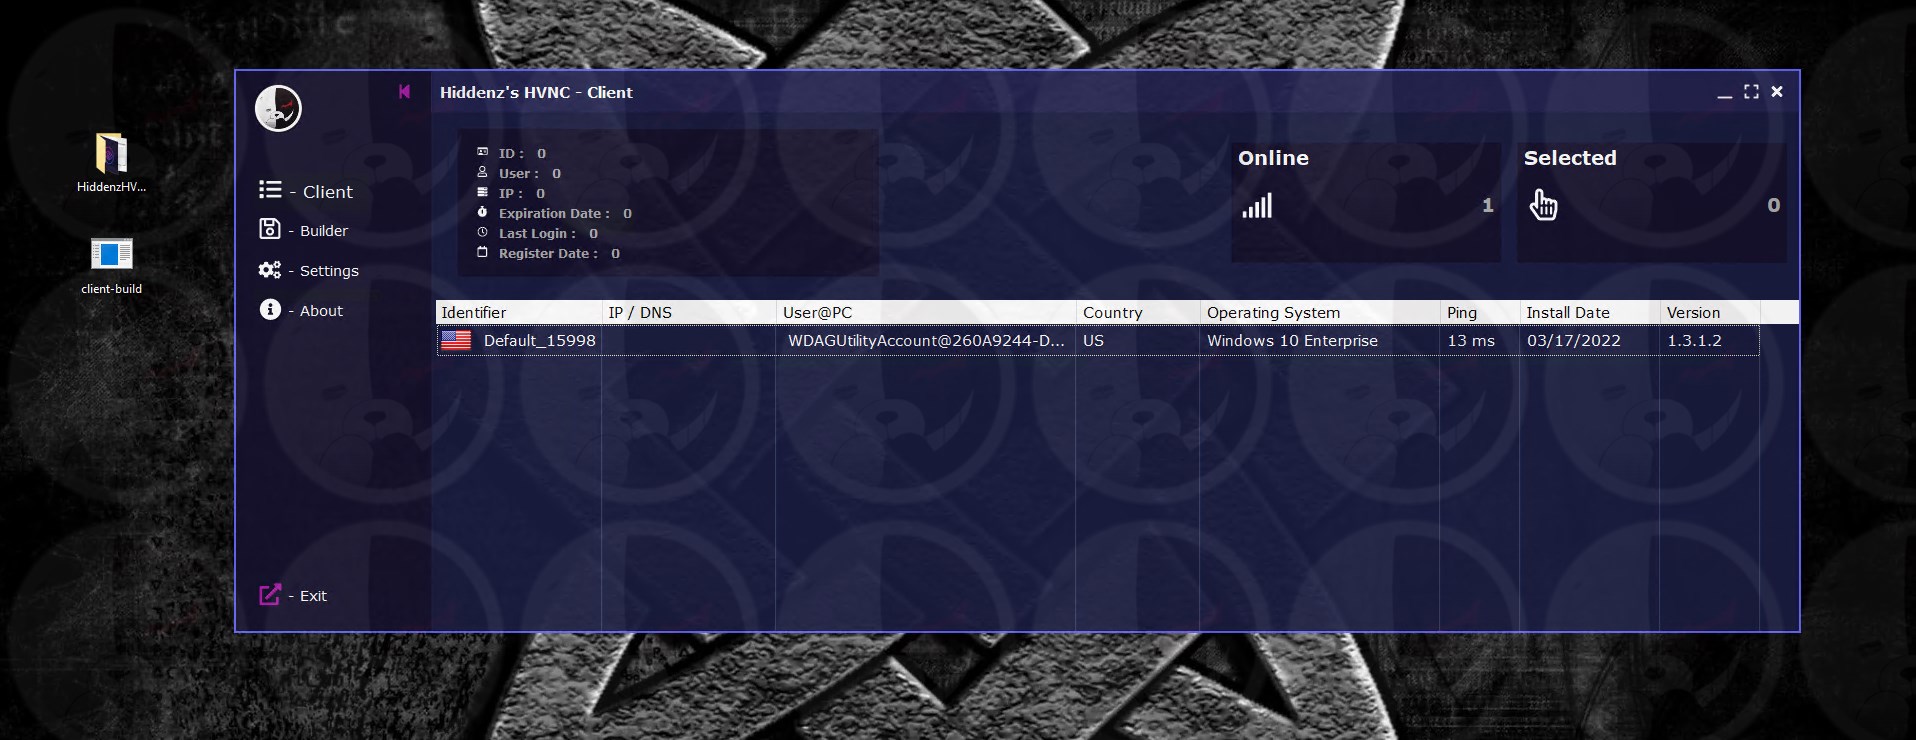 HiddenzHV...
client-build
Hiddenz's HVNC - Client
- Client
- Builder
- Settings
- About
- Exit
ID : 0
User : 0
IP : 0
Expiration Date : 0
Last Login : 0
Register Date : 0
Online
1
Selected
0
Identifier IP / DNS User@PC Country Operating System Ping Install Date Version
Default_15998 WDAGUtilityAccount@260A9244-D... US Windows 10 Enterprise 13 ms 03/17/2022 1.3.1.2